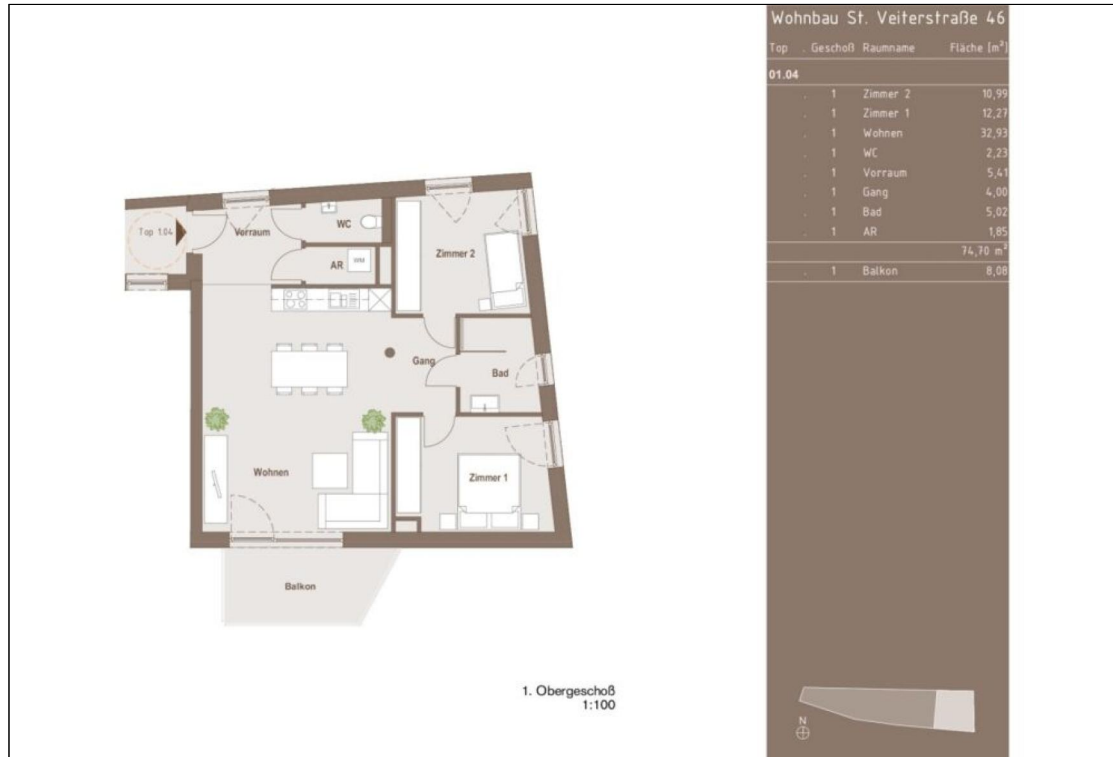 Wohnbau St. Veiterstraße 46
Top . Geschoß Raumname Fläche [m²]
01.04
. 1 Zimmer 2 10,99
. 1 Zimmer 1 12,27
. 1 Wohnen 32,93
. 1 WC 2,23
. 1 Vorraum 5,41
. 1 Gang 4,00
. 1 Bad 5,02
. 1 AR 1,85
74,70 m²
. 1 Balkon 8,08
Top 1.04
Vorraum
WC
AR
WM
Zimmer 2
Gang
Bad
Wohnen
Zimmer 1
Balkon
1. Obergeschoß
1:100
N